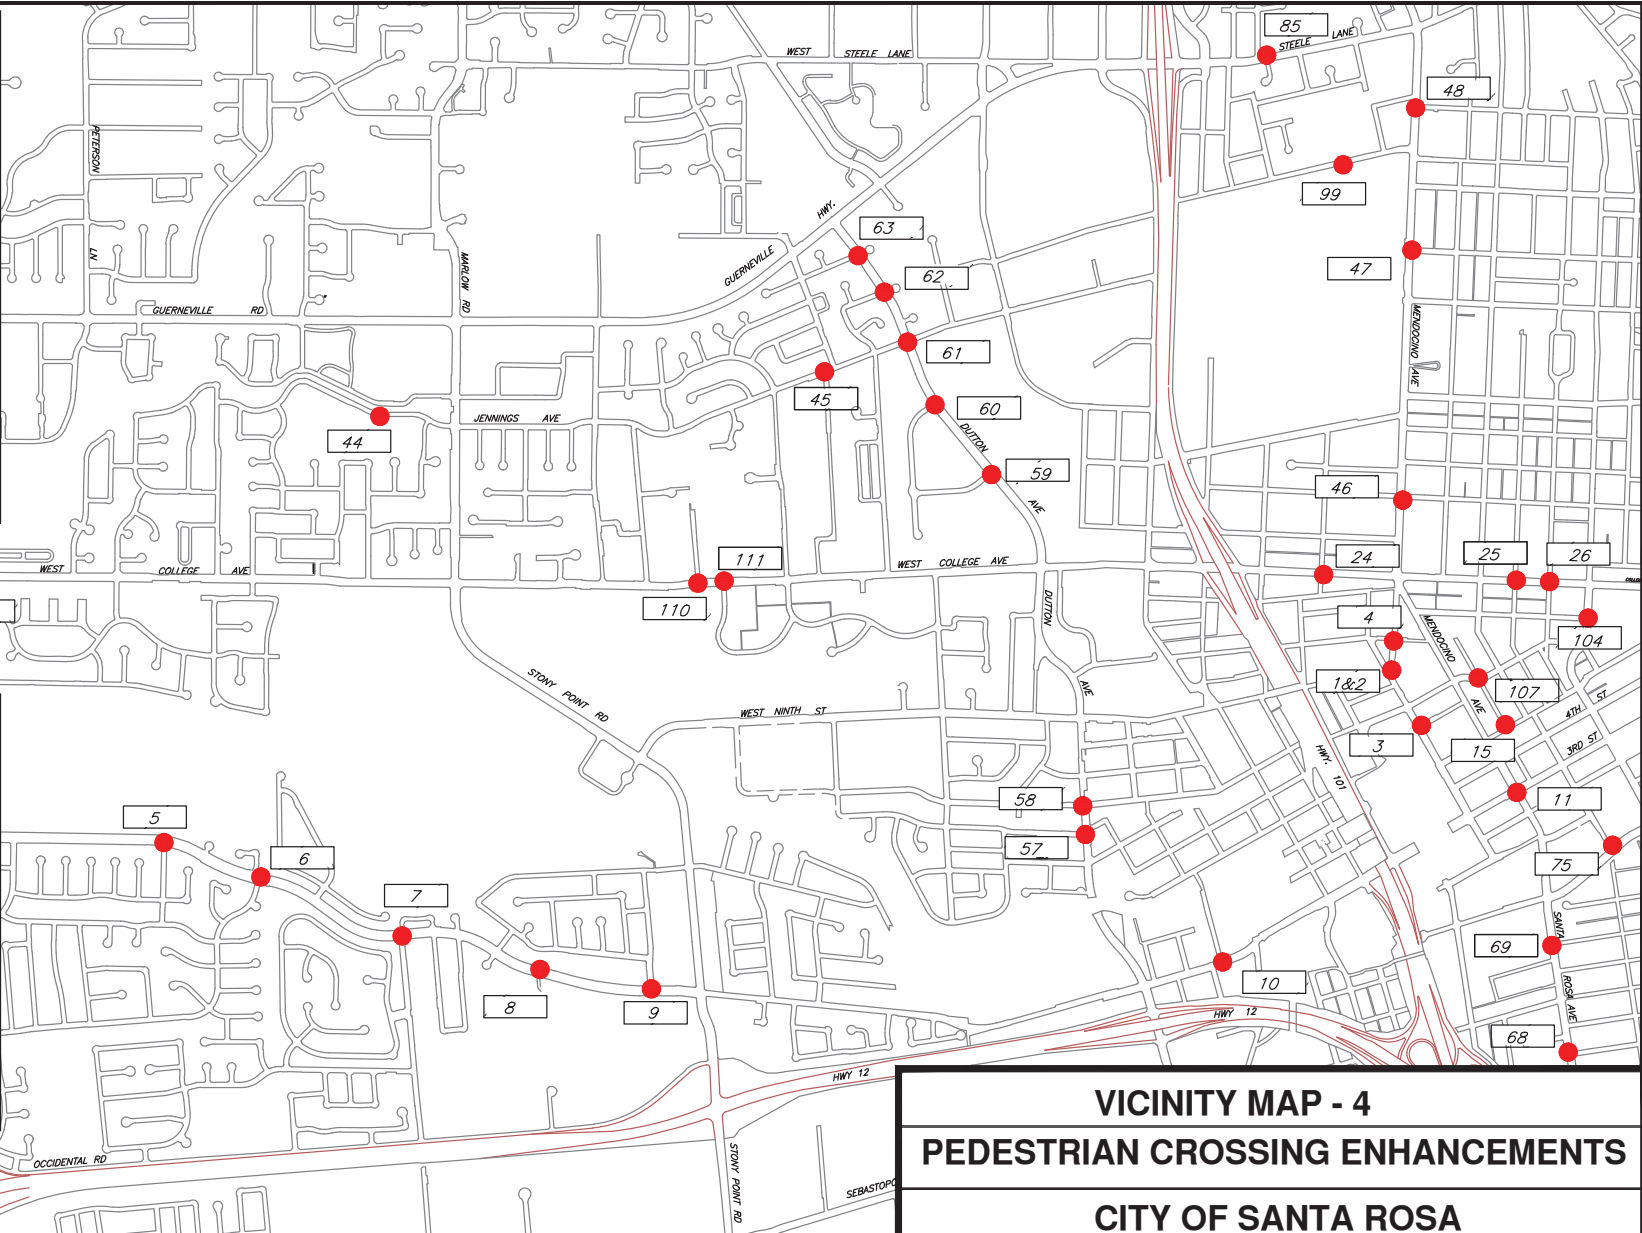 85
STEELE LANE
WEST STEELE LANE
48
PETERSON
99
HWY.
63
LN
MARLOW RD
GUERNEVILLE
62
47
GUERNEVILLE RD
MENDOCINO AVE
61
45
60
JENNINGS AVE
44
DUTTON
59
46
AVE
111
24
25
26
WEST COLLEGE AVE
WEST COLLEGE AVE
110
DUTTON
4
MENDOCINO
104
1&2
107
STONY POINT RD
AVE
AVE
4TH ST
WEST NINTH ST
3
15
3RD ST
HWY. 101
58
11
5
57
6
75
7
SANTA
69
10
ROSA AVE
8
9
HWY 12
68
HWY 12
OCCIDENTAL RD
STONY POINT RD
VICINITY MAP - 4
PEDESTRIAN CROSSING ENHANCEMENTS
CITY OF SANTA ROSA